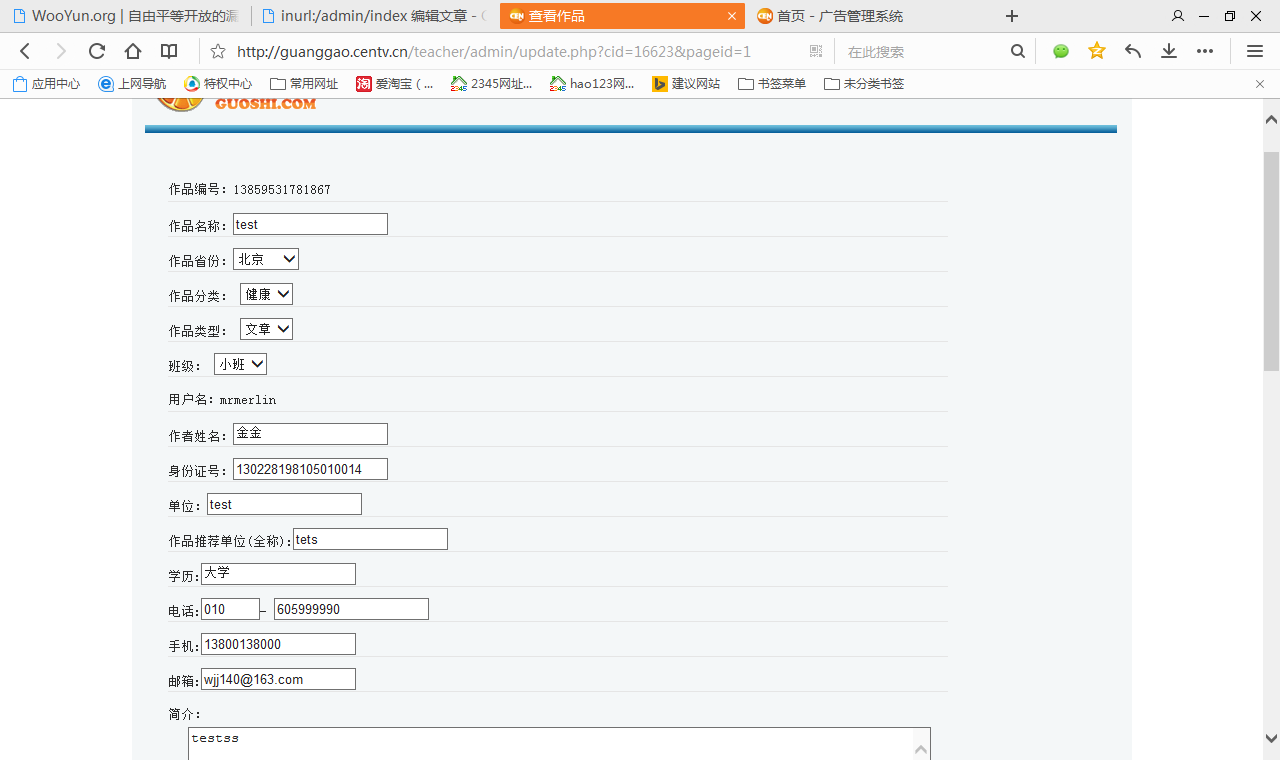 WooYun.org | 自由平等开放的漏
inurl:/admin/index 编辑文章 - 
查看作品
首页 - 广告管理系统
http://guanggao.centv.cn/teacher/admin/update.php?cid=16623&pageid=1
在此搜索
应用中心 上网导航 特权中心 常用网址 爱淘宝 ( ... 2345网址... hao123网... 建议网站 书签菜单 未分类书签
GUOSHI.COM
作品编号：13859531781867
作品名称：test
作品省份：北京
作品分类：健康
作品类型：文章
班级：小班
用户名：mrmerlin
作者姓名：金金
身份证号：130228198105010014
单位：test
作品推荐单位(全称)：tets
学历:大学
电话:010 - 605999990
手机:13800138000
邮箱:wjj140@163.com
简介：
testss